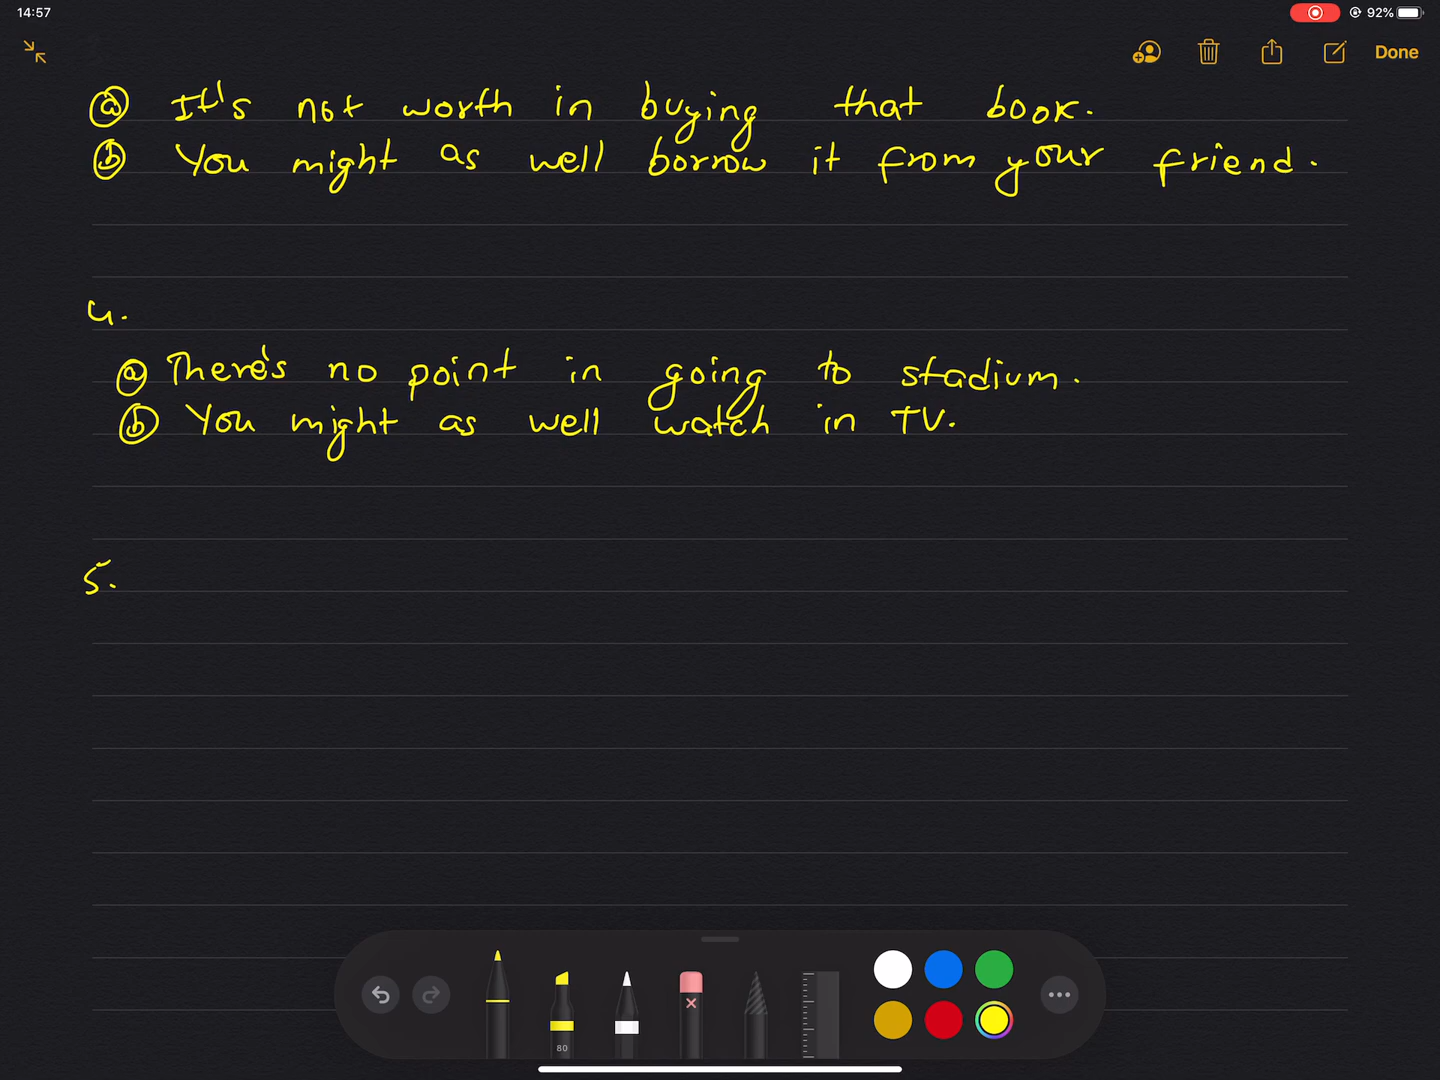 14:57
92%
Done
ⓐ It's not worth in buying that book.
ⓑ You might as well borrow it from your friend.
4.
ⓐ There's no point in going to stadium.
ⓑ You might as well watch in TV.
5.
80